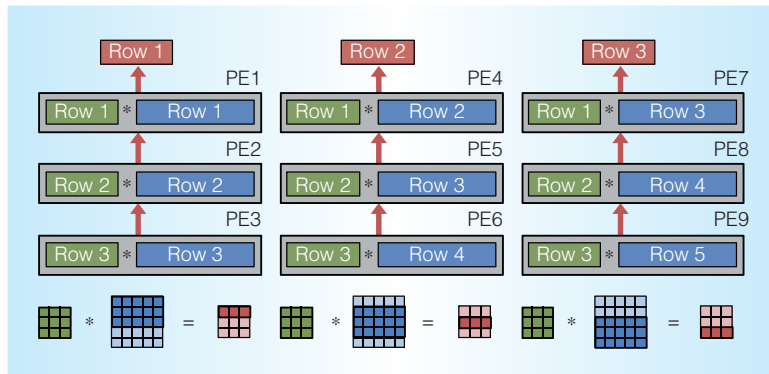 Row 1 Row 2 Row 3
PE1 PE4 PE7
Row 1 * Row 1 Row 1 * Row 2 Row 1 * Row 3
PE2 PE5 PE8
Row 2 * Row 2 Row 2 * Row 3 Row 2 * Row 4
PE3 PE6 PE9
Row 3 * Row 3 Row 3 * Row 4 Row 3 * Row 5
* = * = * =